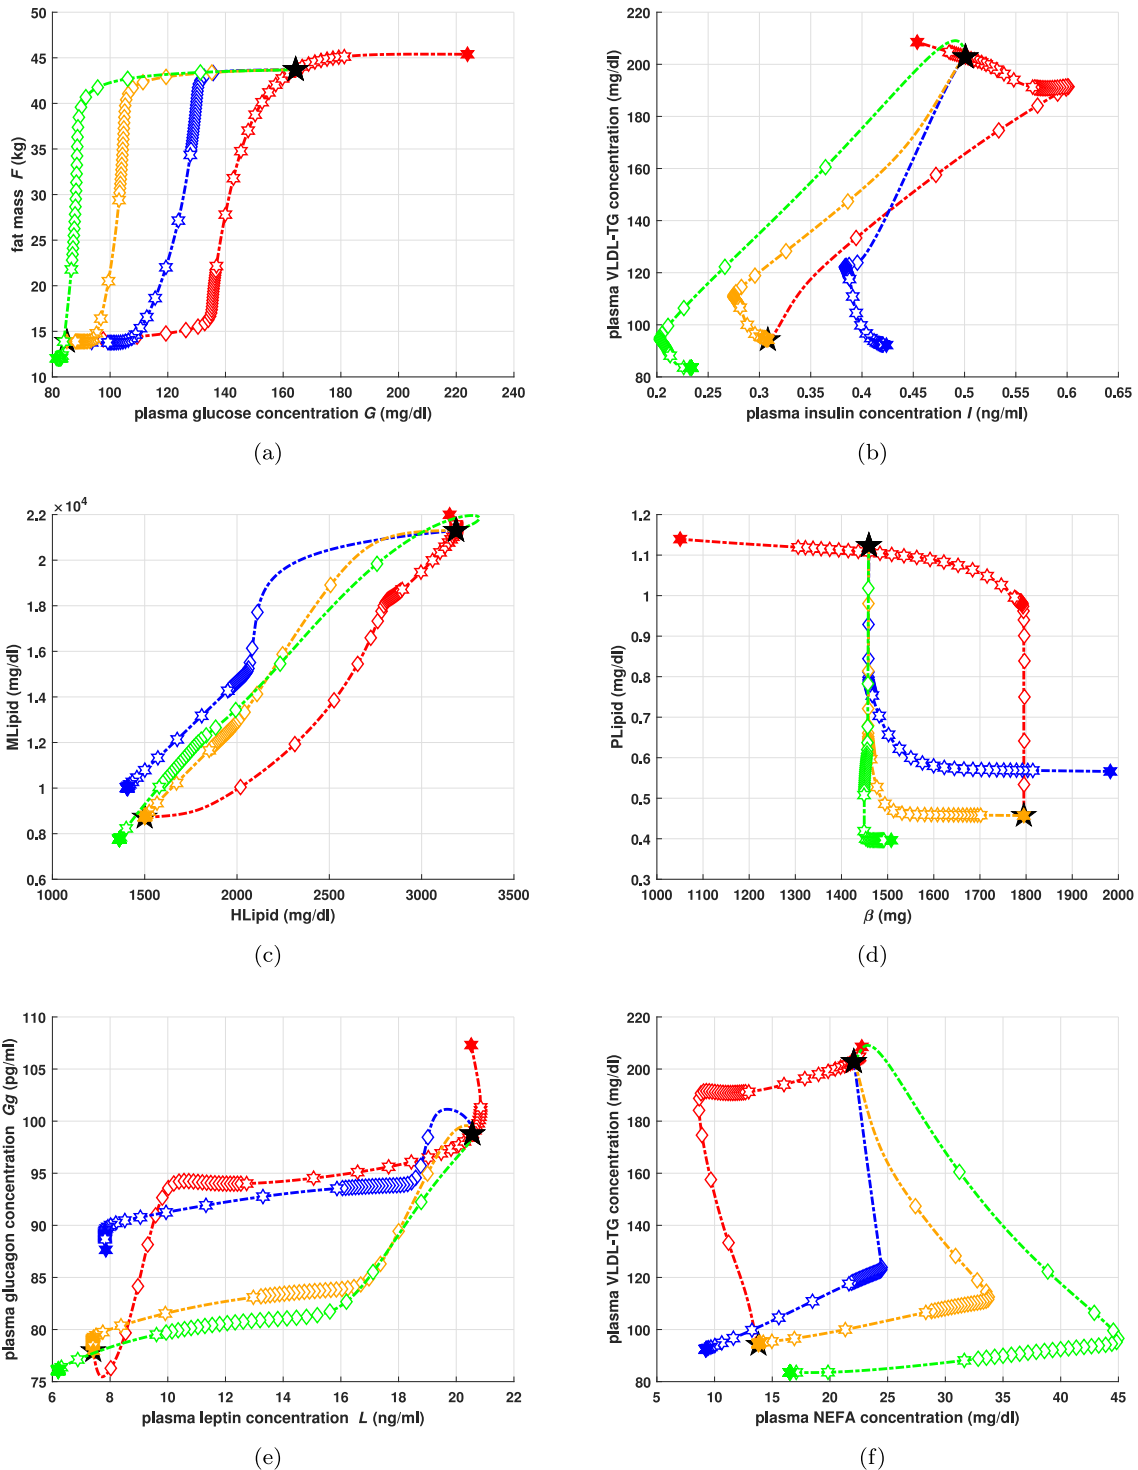 50
45
40
35
30
25
20
15
10
fat mass F (kg)
80 100 120 140 160 180 200 220 240
plasma glucose concentration G (mg/dl)
(a)
220
200
180
160
140
120
100
80
plasma VLDL-TG concentration (mg/dl)
0.2 0.25 0.3 0.35 0.4 0.45 0.5 0.55 0.6 0.65
plasma insulin concentration I (ng/ml)
(b)
×10⁴
2.2
2
1.8
1.6
1.4
1.2
1
0.8
0.6
MLipid (mg/dl)
1000 1500 2000 2500 3000 3500
HLipid (mg/dl)
(c)
1.2
1.1
1
0.9
0.8
0.7
0.6
0.5
0.4
0.3
PLipid (mg/dl)
1000 1100 1200 1300 1400 1500 1600 1700 1800 1900 2000
β (mg)
(d)
110
105
100
95
90
85
80
75
plasma glucagon concentration Gg (pg/ml)
6 8 10 12 14 16 18 20 22
plasma leptin concentration L (ng/ml)
(e)
220
200
180
160
140
120
100
80
plasma VLDL-TG concentration (mg/dl)
5 10 15 20 25 30 35 40 45
plasma NEFA concentration (mg/dl)
(f)